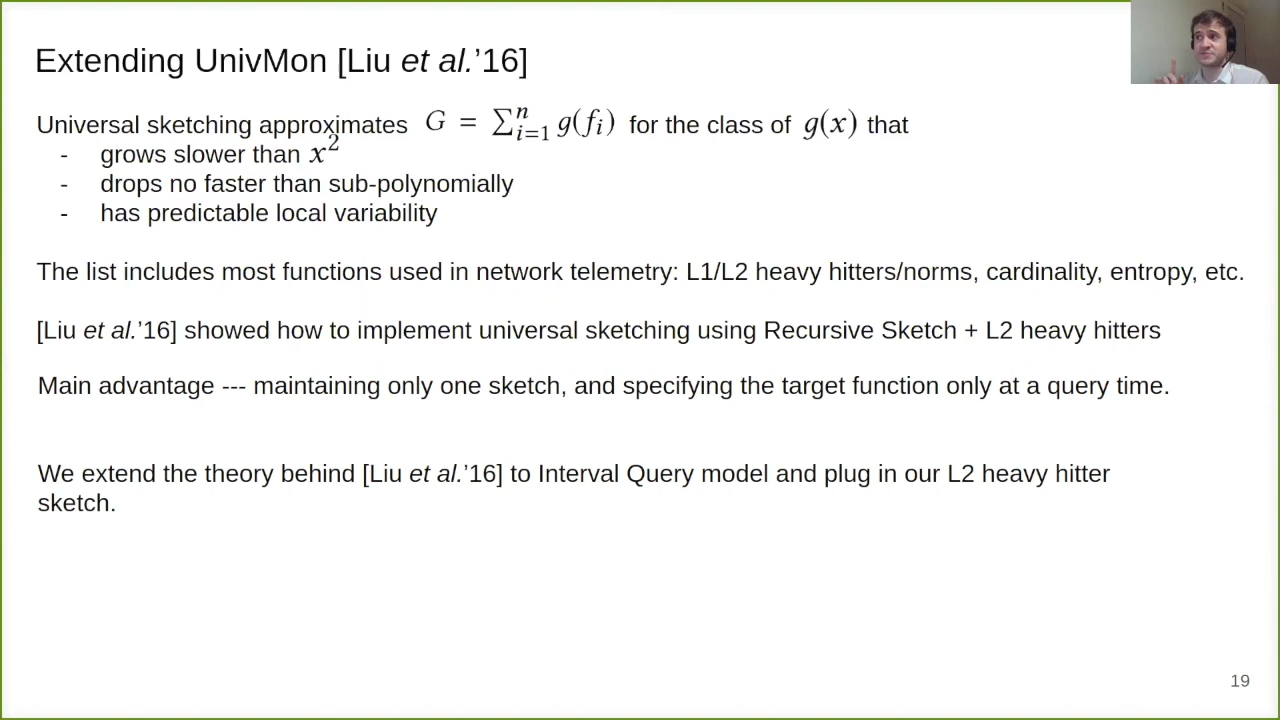 Extending UnivMon [Liu et al.’16]
Universal sketching approximates G = ∑ⁿᵢ₌₁ g(fᵢ) for the class of g(x) that
- grows slower than x²
- drops no faster than sub-polynomially
- has predictable local variability
The list includes most functions used in network telemetry: L1/L2 heavy hitters/norms, cardinality, entropy, etc.
[Liu et al.’16] showed how to implement universal sketching using Recursive Sketch + L2 heavy hitters
Main advantage --- maintaining only one sketch, and specifying the target function only at a query time.
We extend the theory behind [Liu et al.’16] to Interval Query model and plug in our L2 heavy hitter
sketch.
19